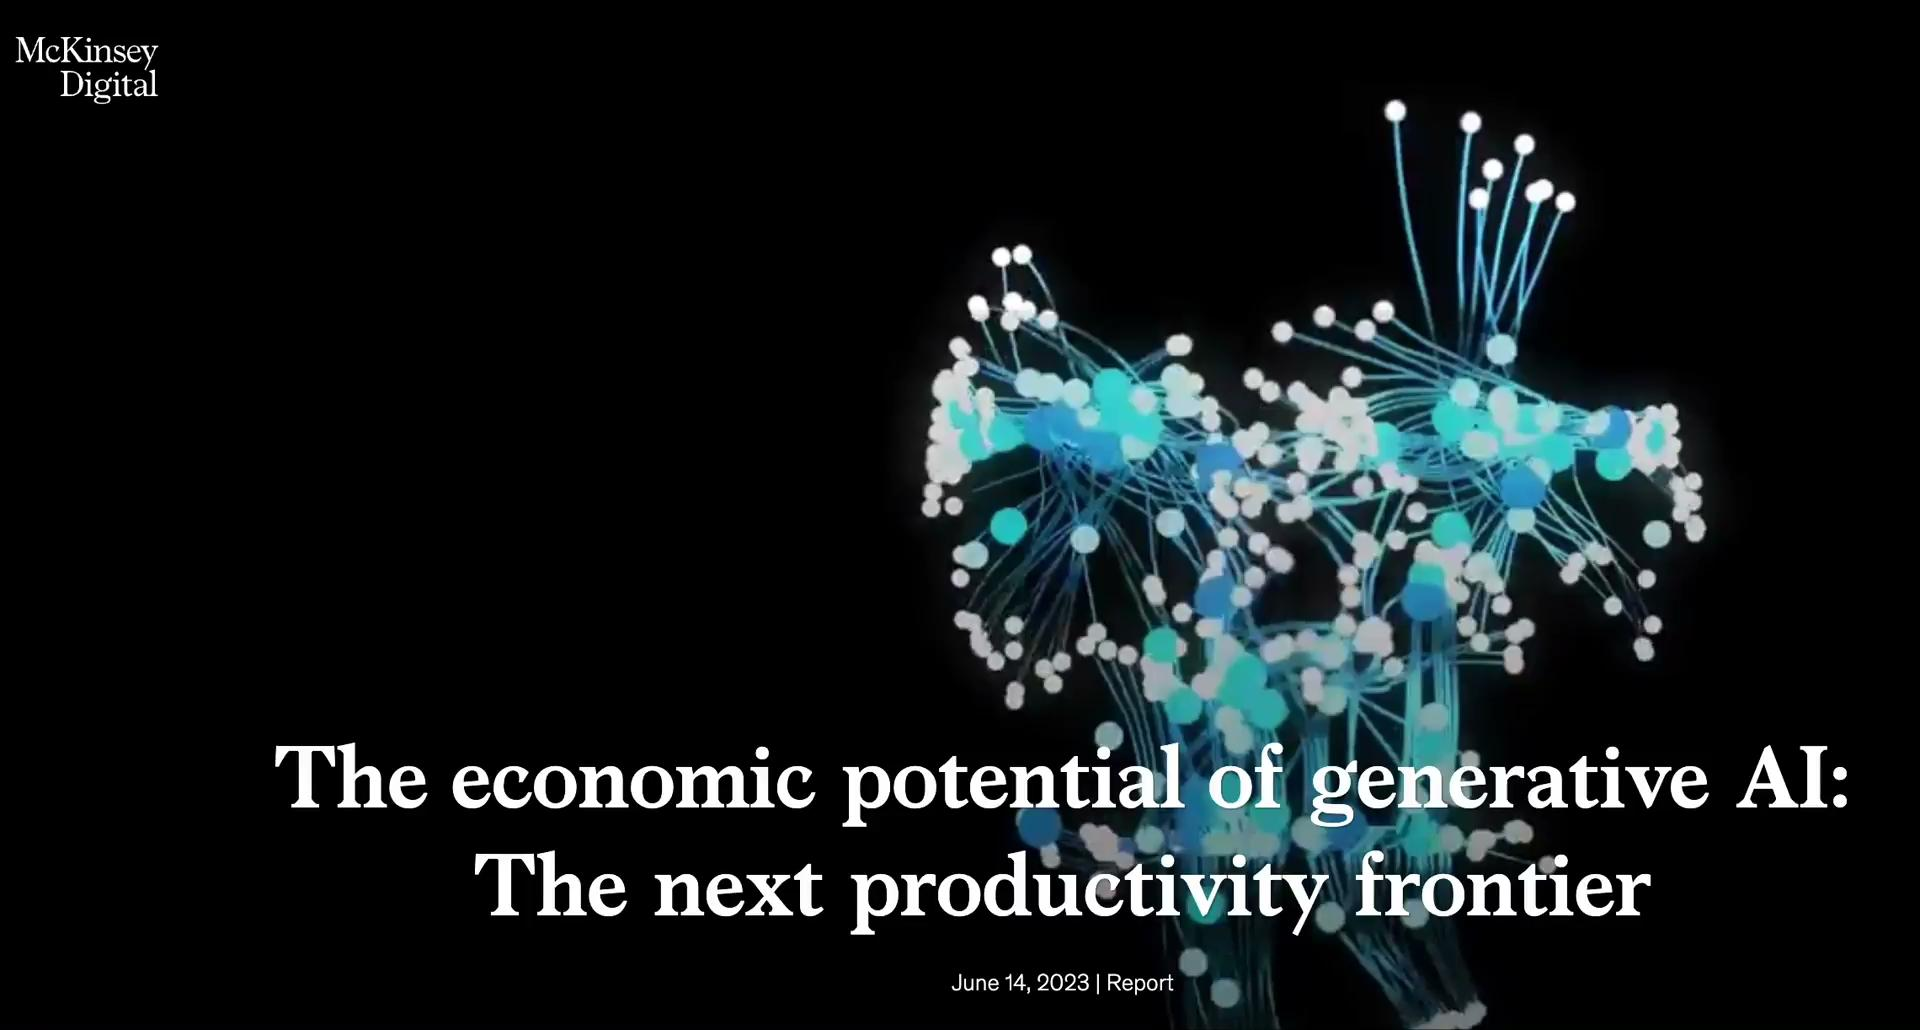 McKinsey
Digital
The economic potential of generative AI:
The next productivity frontier
June 14, 2023 | Report